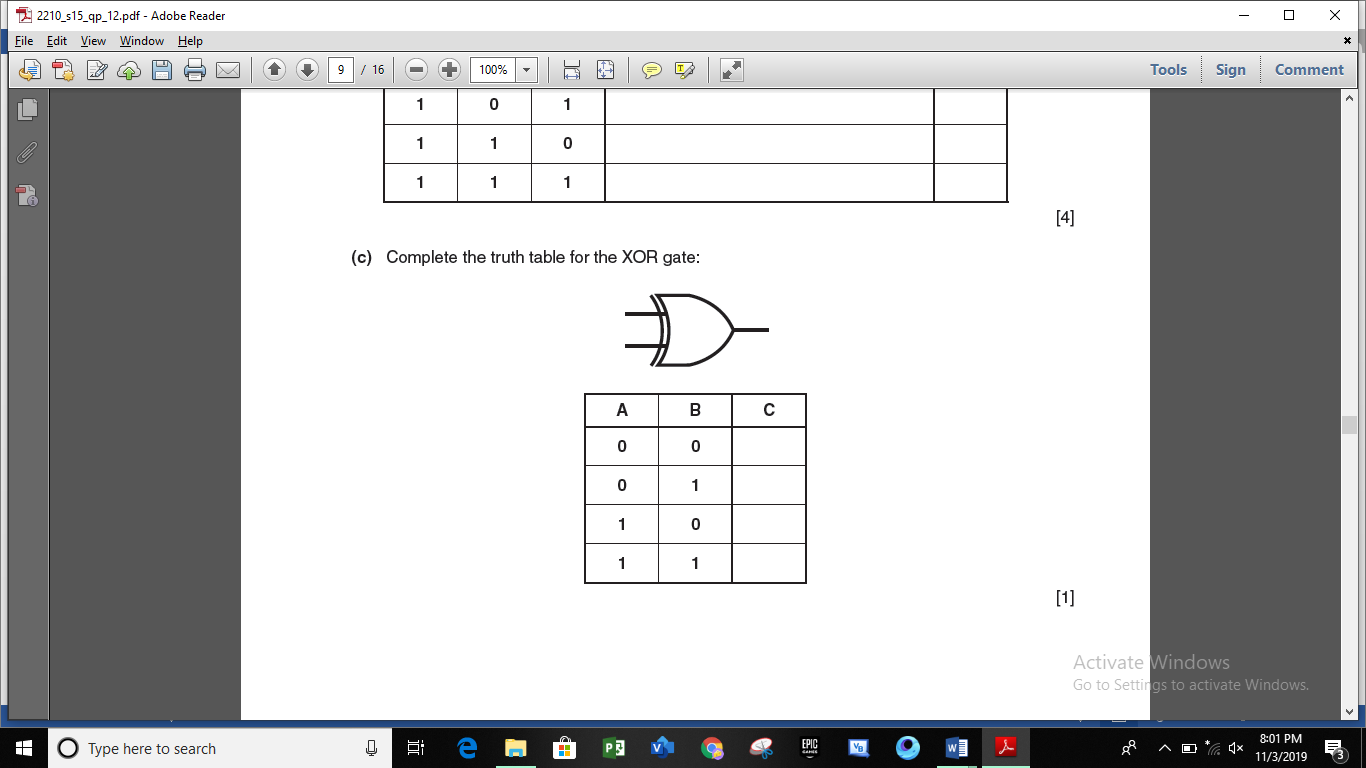 2210_s15_qp_12.pdf - Adobe Reader
File Edit View Window Help
9 / 16 100% Tools Sign Comment
1 0 1
1 1 0
1 1 1
[4]
(c) Complete the truth table for the XOR gate:
A B C
0 0
0 1
1 0
1 1
[1]
Activate Windows
Go to Settings to activate Windows.
Type here to search
EPIC GAMES
8:01 PM
11/3/2019
3